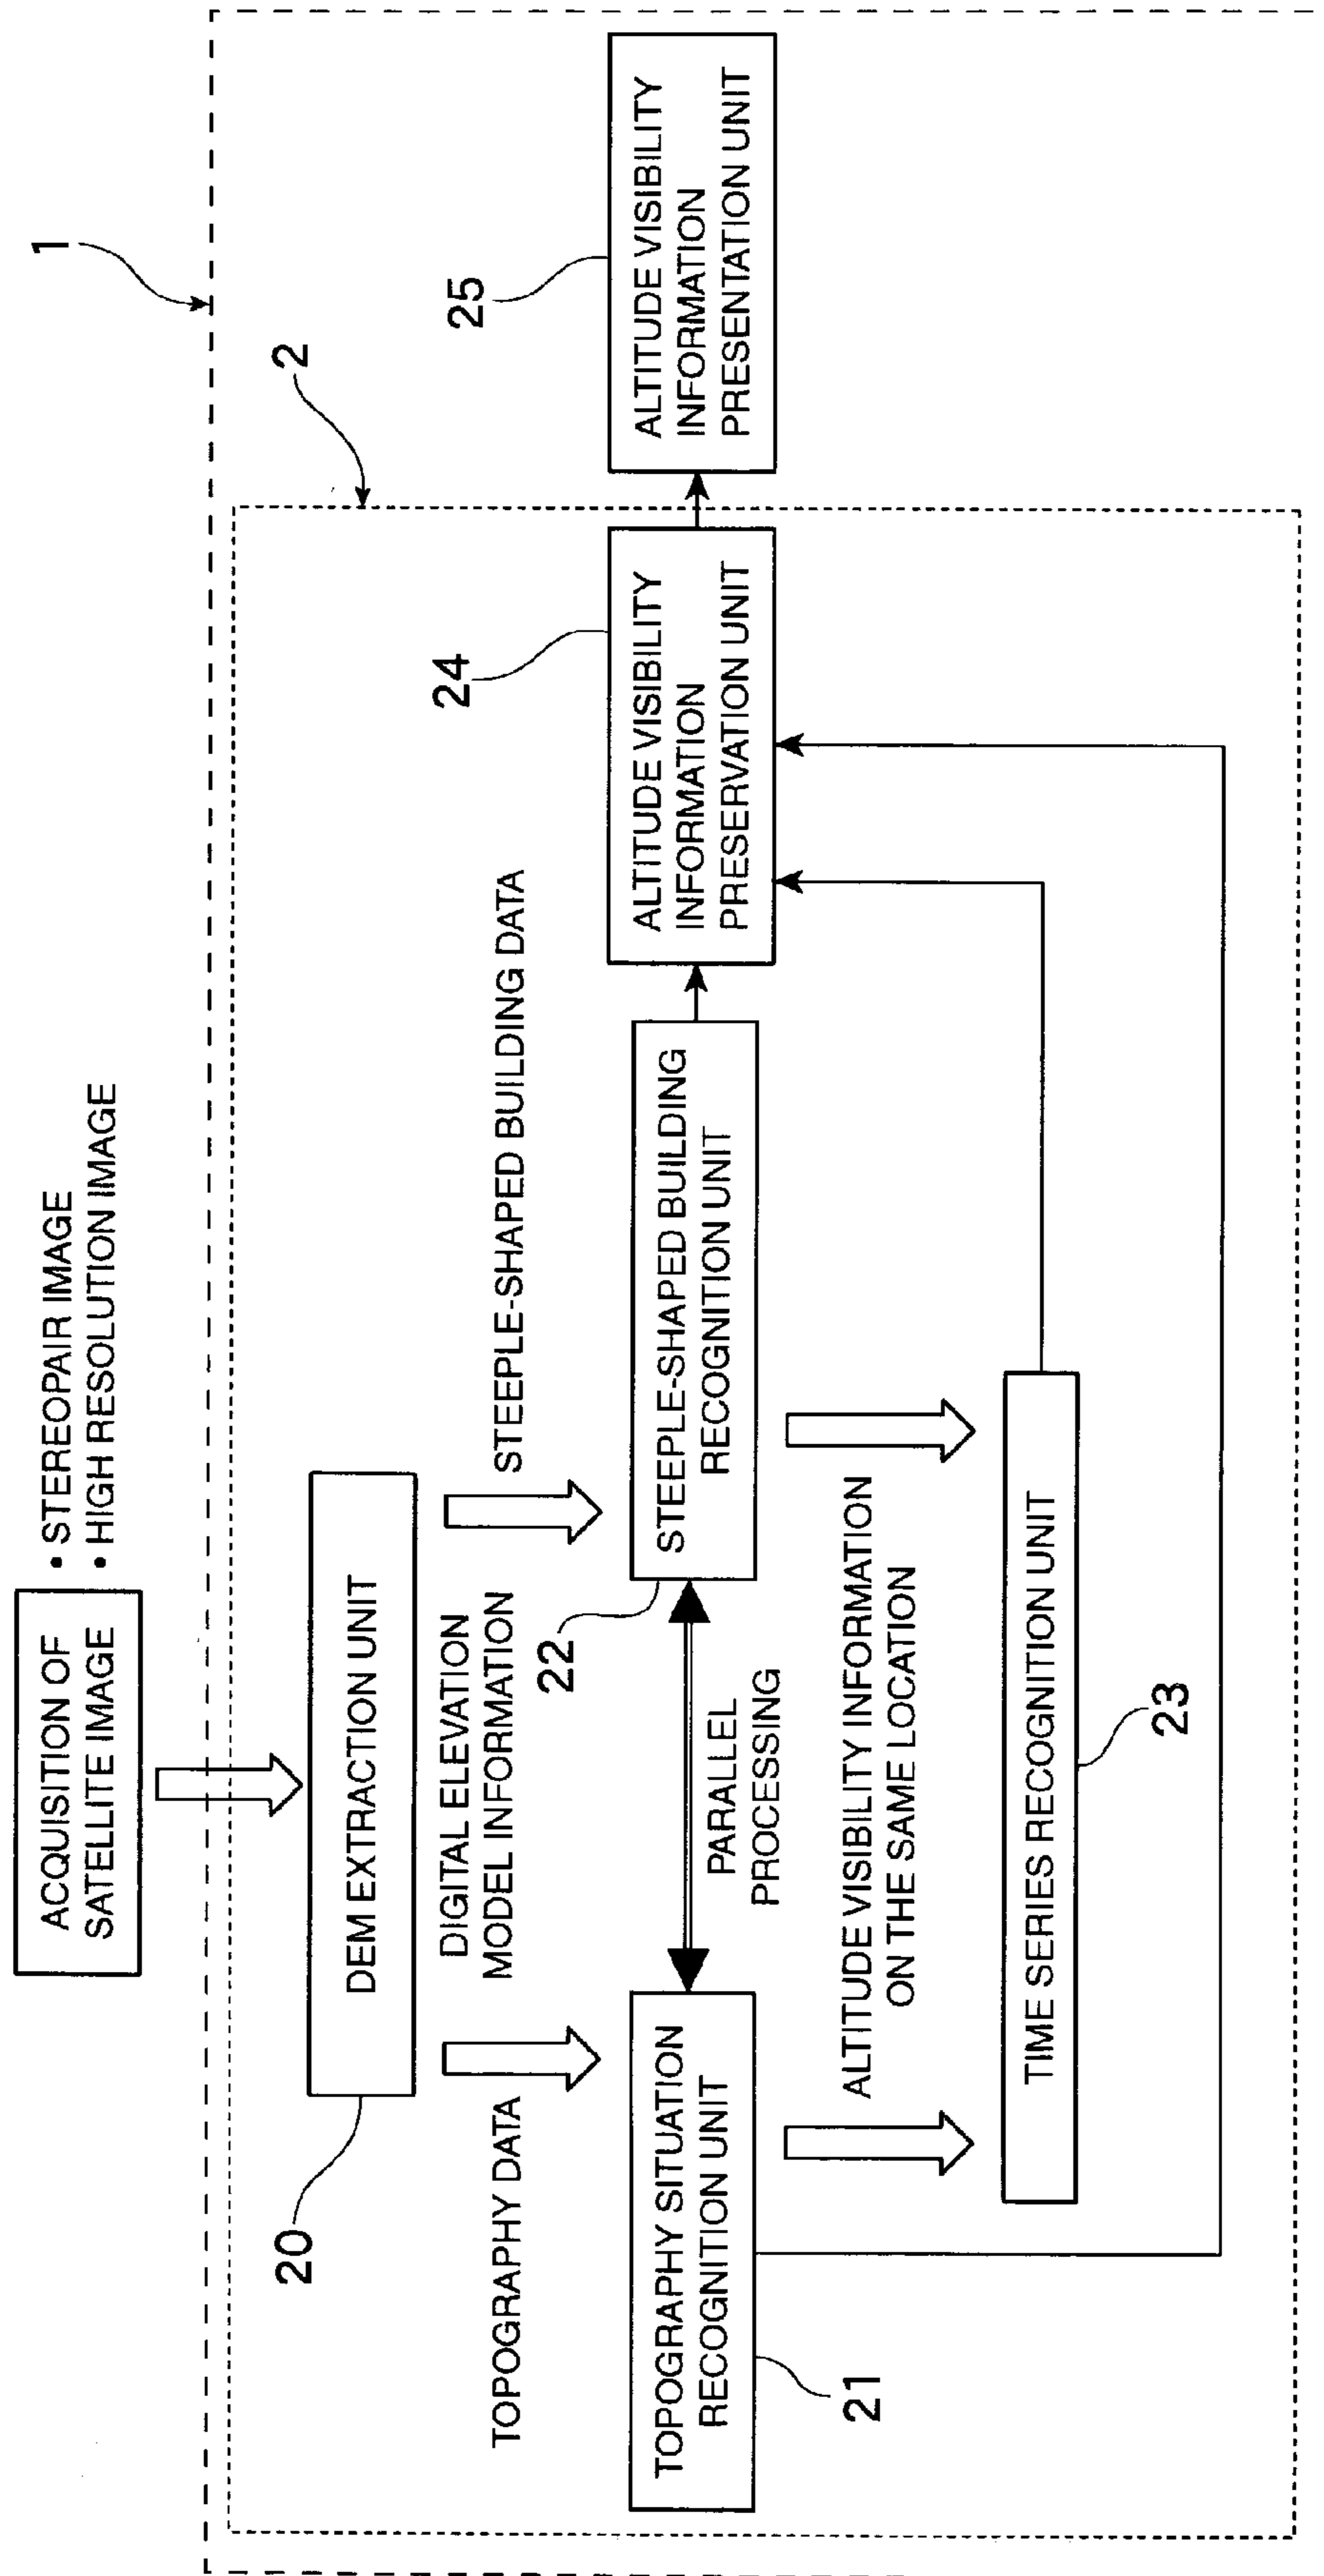 ACQUISITION OF
SATELLITE IMAGE
• STEREOPAIR IMAGE
• HIGH RESOLUTION IMAGE
1
2
20
DEM EXTRACTION UNIT
TOPOGRAPHY DATA
DIGITAL ELEVATION
MODEL INFORMATION
STEEPLE-SHAPED BUILDING DATA
21
TOPOGRAPHY SITUATION
RECOGNITION UNIT
PARALLEL
PROCESSING
22
STEEPLE-SHAPED BUILDING
RECOGNITION UNIT
24
ALTITUDE VISIBILITY
INFORMATION
PRESERVATION UNIT
25
ALTITUDE VISIBILITY
INFORMATION
PRESENTATION UNIT
ALTITUDE VISIBILITY INFORMATION
ON THE SAME LOCATION
TIME SERIES RECOGNITION UNIT
23